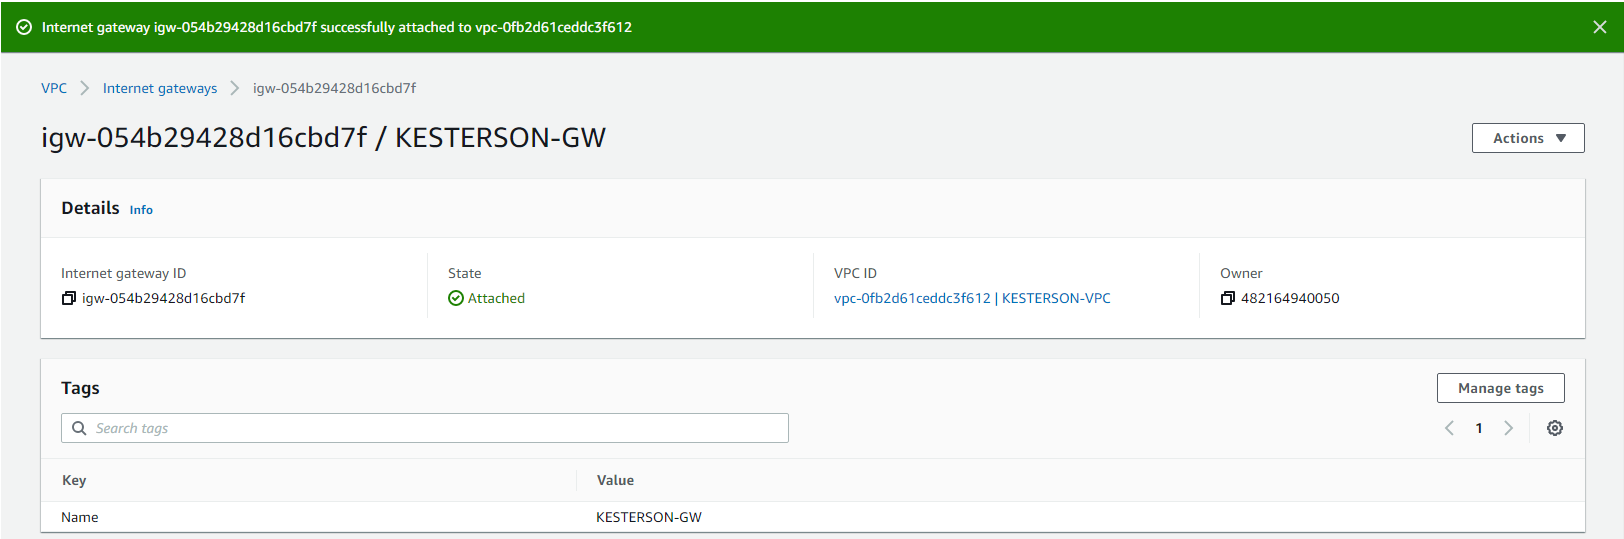 Internet gateway igw-054b29428d16cbd7f successfully attached to vpc-0fb2d61ceddc3f612
VPC Internet gateways igw-054b29428d16cbd7f
igw-054b29428d16cbd7f / KESTERSON-GW
Actions
Details Info
Internet gateway ID State VPC ID Owner
igw-054b29428d16cbd7f Attached vpc-0fb2d61ceddc3f612 | KESTERSON-VPC 482164940050
Tags
Manage tags
Search tags
1
Key Value
Name KESTERSON-GW